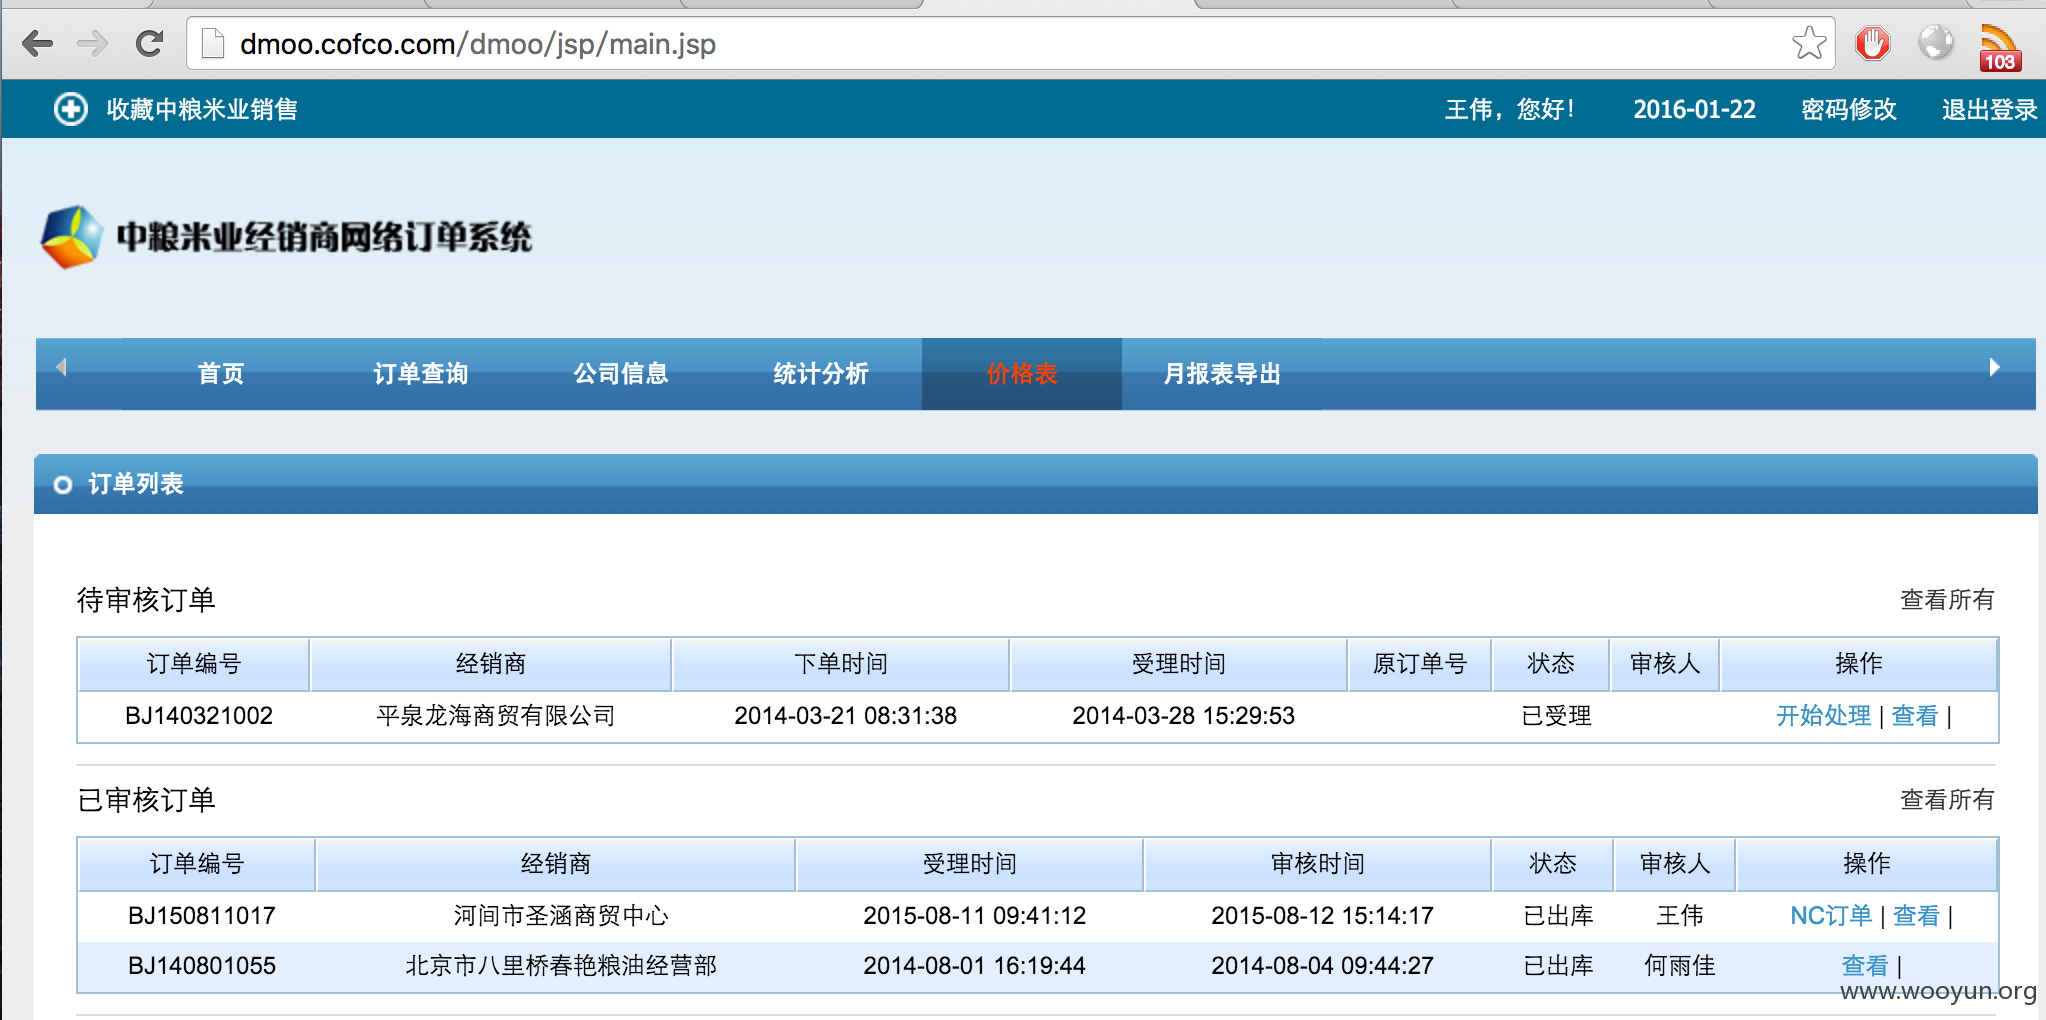 dmoo.cofco.com/dmoo/jsp/main.jsp
103
收藏中粮米业销售 王伟，您好！ 2016-01-22 密码修改 退出登录
中粮米业经销商网络订单系统
首页 订单查询 公司信息 统计分析 价格表 月报表导出
订单列表
待审核订单 查看所有
订单编号 经销商 下单时间 受理时间 原订单号 状态 审核人 操作
BJ140321002 平泉龙海商贸有限公司 2014-03-21 08:31:38 2014-03-28 15:29:53 已受理 开始处理 | 查看 |
已审核订单 查看所有
订单编号 经销商 受理时间 审核时间 状态 审核人 操作
BJ150811017 河间市圣涵商贸中心 2015-08-11 09:41:12 2015-08-12 15:14:17 已出库 王伟 NC订单 | 查看 |
BJ140801055 北京市八里桥春艳粮油经营部 2014-08-01 16:19:44 2014-08-04 09:44:27 已出库 何雨佳 查看 |
www.wooyun.org